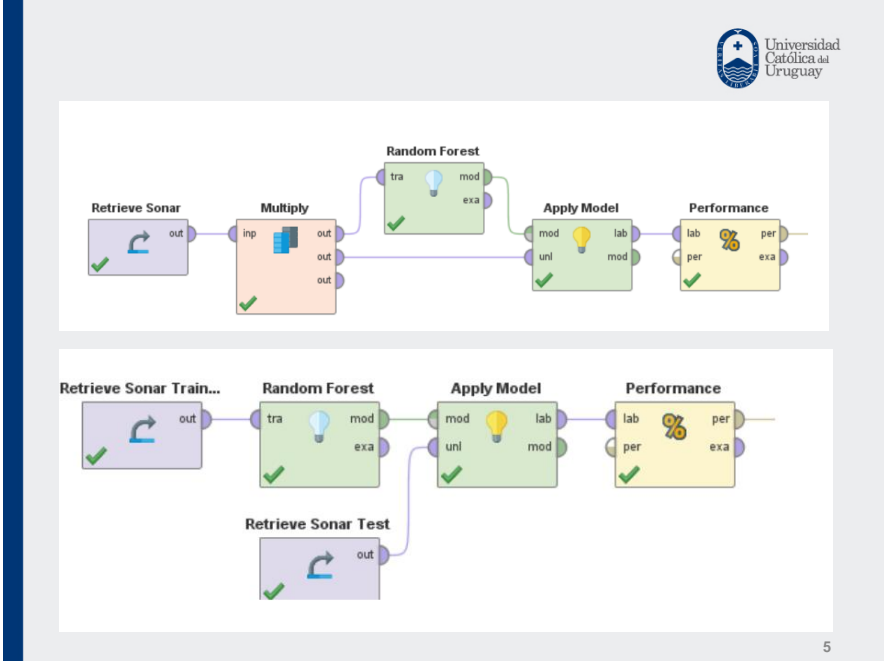 Universidad
Católica del
Uruguay
Random Forest
tra mod
exa
Retrieve Sonar
out
Multiply
inp out
out
out
Apply Model
mod lab
unl mod
Performance
lab per
per exa
Retrieve Sonar Train...
out
Random Forest
tra mod
exa
Apply Model
mod lab
unl mod
Performance
lab per
per exa
Retrieve Sonar Test
out
5